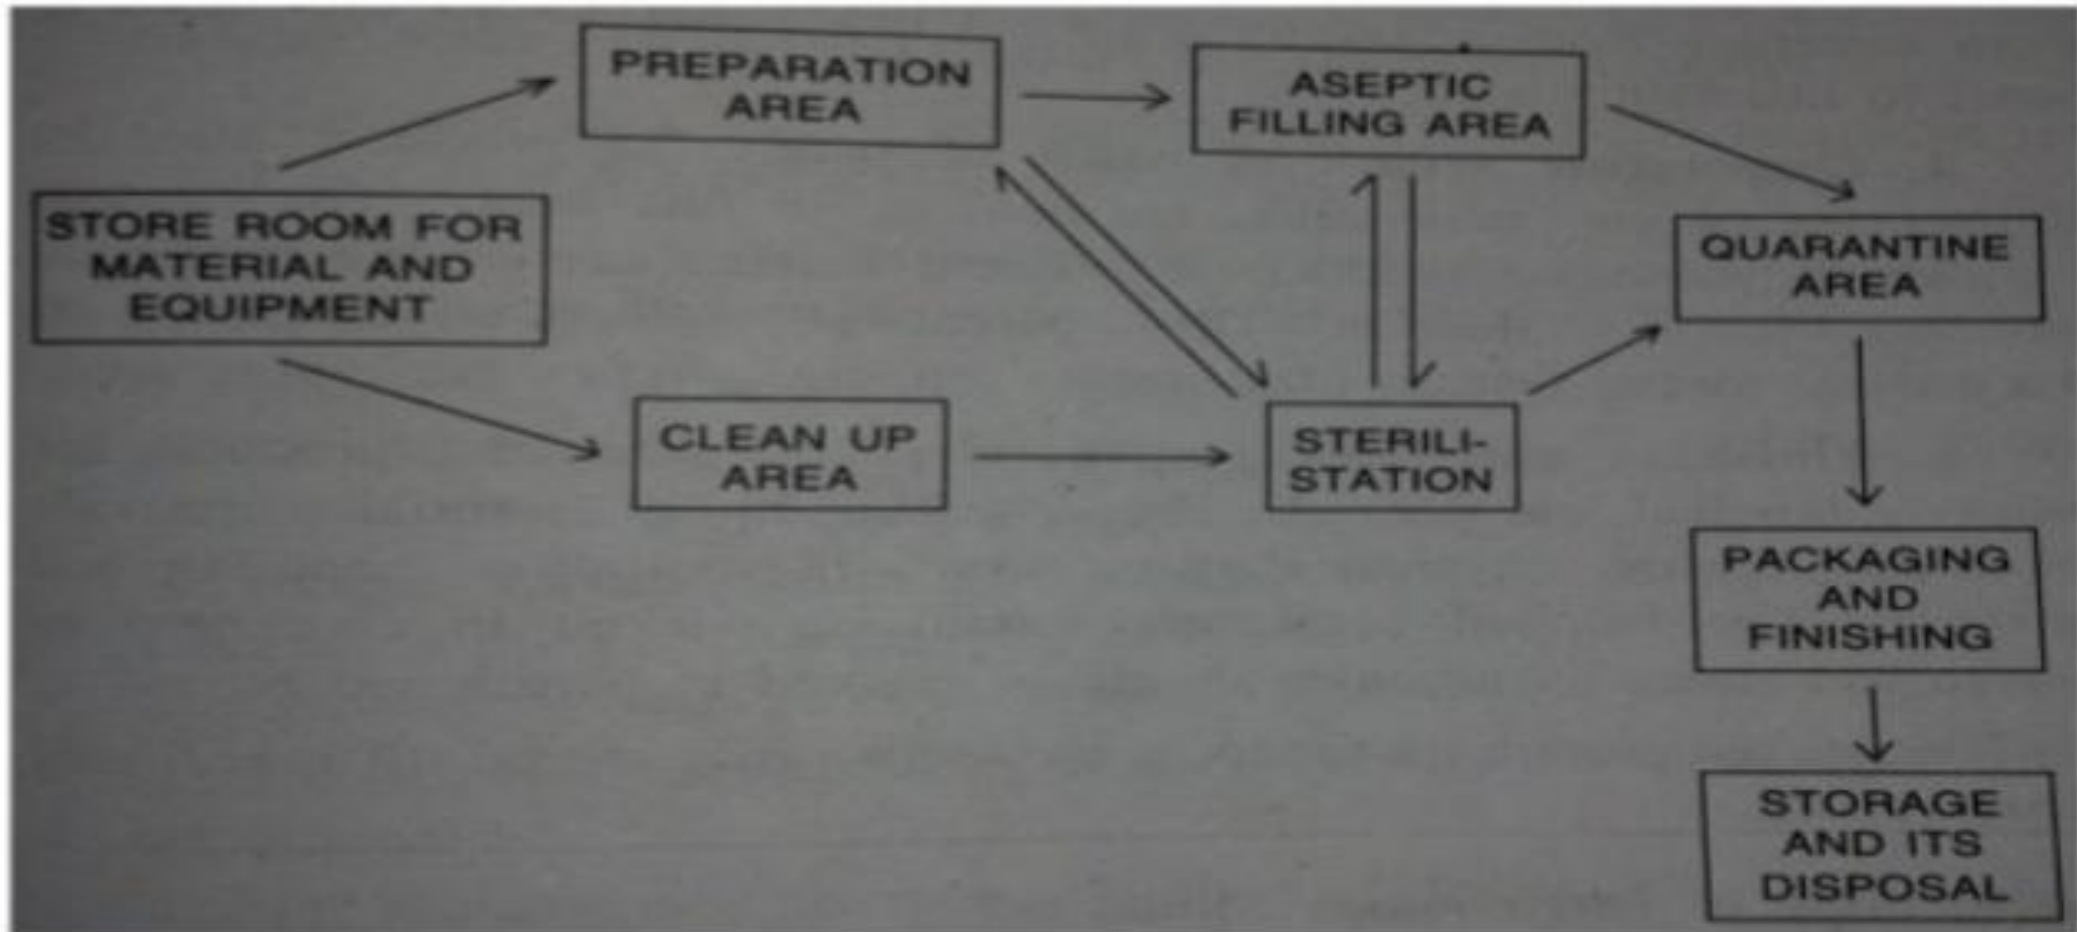 PREPARATION
AREA
ASEPTIC
FILLING AREA
STORE ROOM FOR
MATERIAL AND
EQUIPMENT
QUARANTINE
AREA
CLEAN UP
AREA
STERILI-
STATION
PACKAGING
AND
FINISHING
STORAGE
AND ITS
DISPOSAL